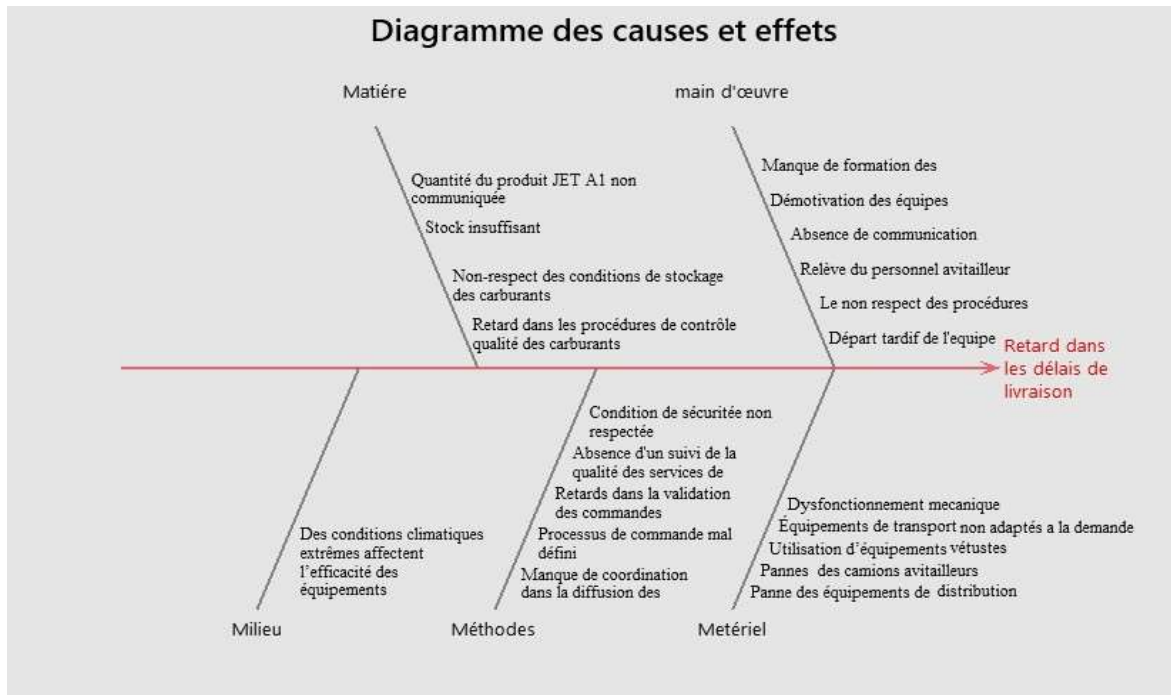 Diagramme des causes et effets
Matiére
main d'œuvre
Quantité du produit JET A1 non
communiquée
Stock insuffisant
Non-respect des conditions de stockage
des carburants
Retard dans les procédures de contrôle
qualité des carburants
Manque de formation des
Démotivation des équipes
Absence de communication
Relève du personnel avitailleur
Le non respect des procédures
Départ tardif de l'equipe
Retard dans
les délais de
livraison
Des conditions climatiques
extrêmes affectent
l’efficacité des
équipements
Condition de sécuritée non
respectée
Absence d'un suivi de la
qualité des services de
Retards dans la validation
des commandes
Processus de commande mal
défini
Manque de coordination
dans la diffusion des
Dysfonctionnement mecanique
Équipements de transport non adaptés a la demande
Utilisation d’équipements vétustes
Pannes des camions avitailleurs
Panne des équipements de distribution
Milieu
Méthodes
Metériel